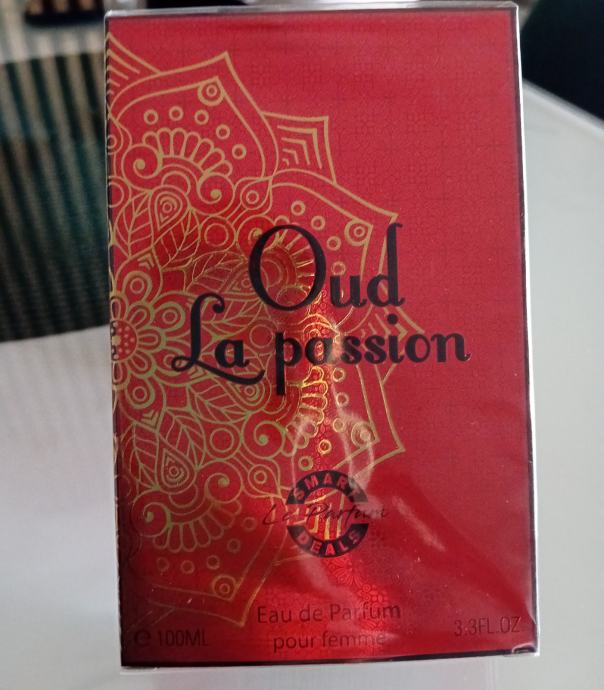 Oud
La passion
SMART
Le Parfum
DEALS
Eau de Parfum
℮ 100ML pour femme 3.3FL.OZ